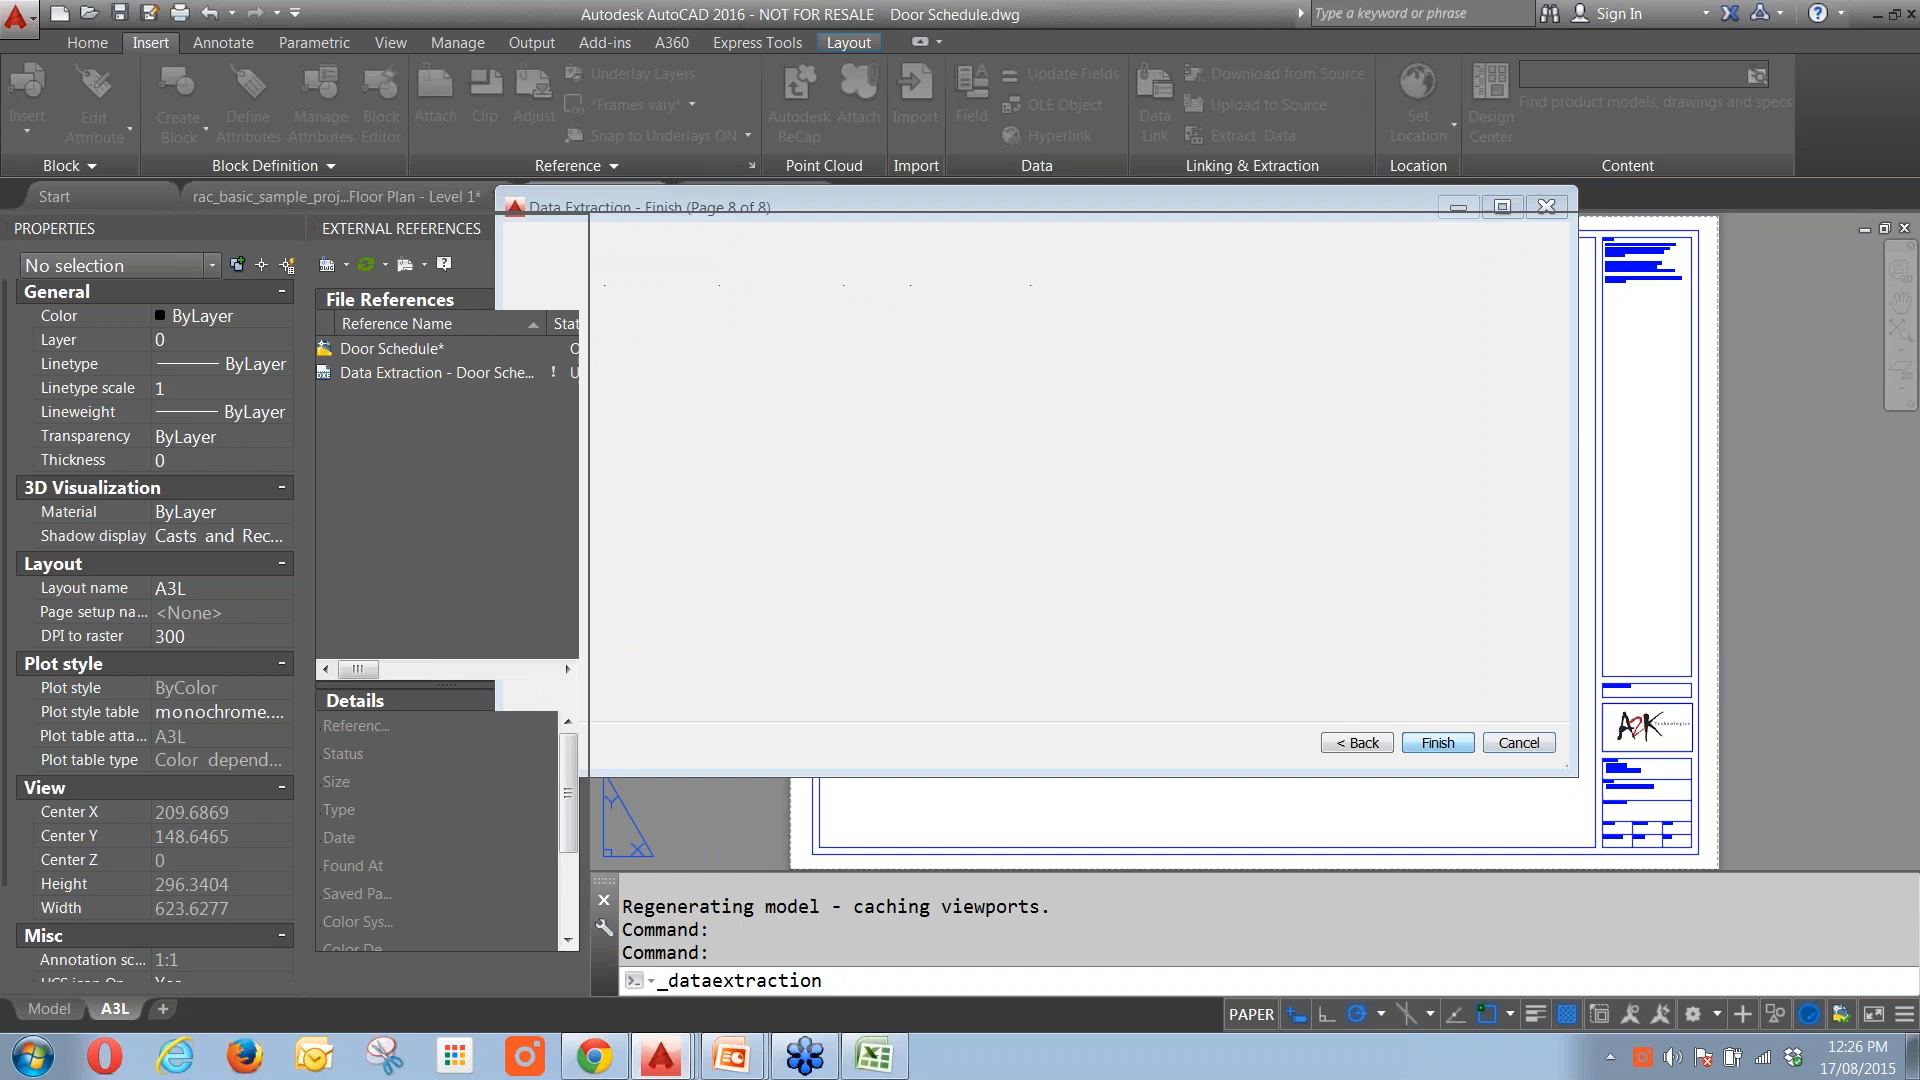 Autodesk AutoCAD 2016 - NOT FOR RESALE Door Schedule.dwg
Type a keyword or phrase
Sign In
Home Insert Annotate Parametric View Manage Output Add-ins A360 Express Tools Layout
Insert
Edit Attribute
Create Block
Define Attributes
Manage Attributes
Block Editor
Attach
Clip
Adjust
Underlay Layers
*Frames vary*
Snap to Underlays ON
Autodesk ReCap
Attach
Import
Field
Update Fields
OLE Object
Hyperlink
Data Link
Download from Source
Upload to Source
Extract Data
Set Location
Design Center
Find product models, drawings and specs
Block Block Definition Reference Point Cloud Import Data Linking & Extraction Location Content
Start
rac_basic_sample_proj...Floor Plan - Level 1*
Data Extraction - Finish (Page 8 of 8)
PROPERTIES
No selection
General
Color ByLayer
Layer 0
Linetype ByLayer
Linetype scale 1
Lineweight ByLayer
Transparency ByLayer
Thickness 0
3D Visualization
Material ByLayer
Shadow display Casts and Rec...
Layout
Layout name A3L
Page setup na... <None>
DPI to raster 300
Plot style
Plot style ByColor
Plot style table monochrome....
Plot table atta... A3L
Plot table type Color depend...
View
Center X 209.6869
Center Y 148.6465
Center Z 0
Height 296.3404
Width 623.6277
Misc
Annotation sc... 1:1
EXTERNAL REFERENCES
File References
Reference Name Stat
Door Schedule* O
Data Extraction - Door Sche... ! U
Details
Referenc...
Status
Size
Type
Date
Found At
Saved Pa...
Color Sys...
Color De
< Back Finish Cancel
A2K
Y
X
Regenerating model - caching viewports.
Command:
Command:
_dataextraction
Model A3L +
PAPER
12:26 PM
17/08/2015